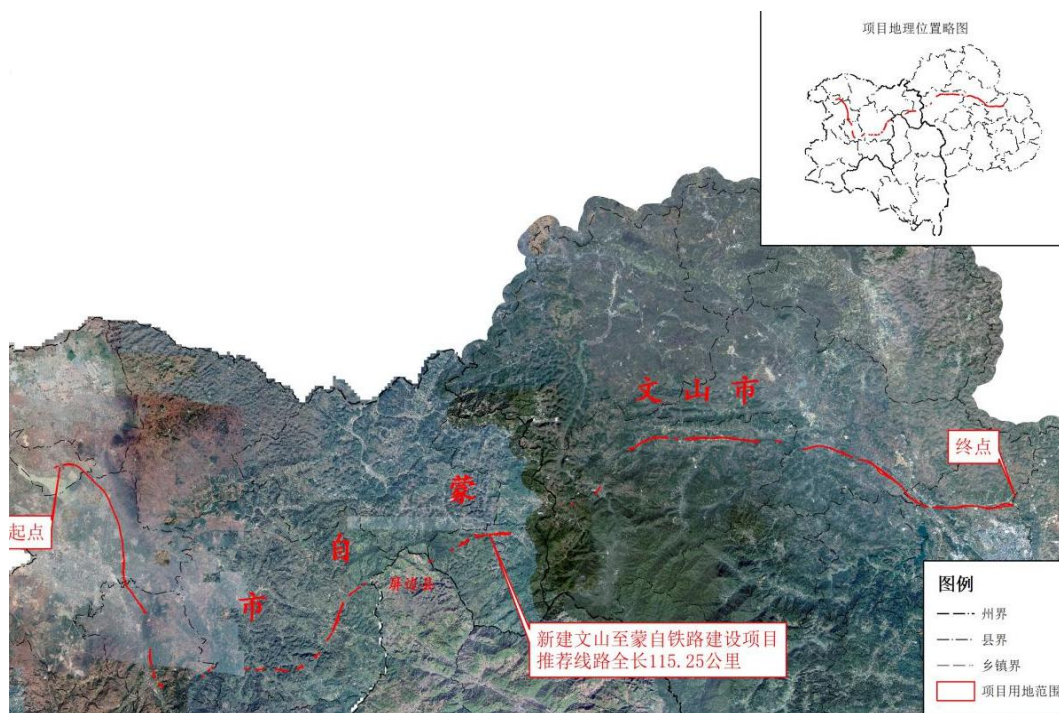 项目地理位置略图
文山市
终点
蒙
起点
自
屏边县
市
新建文山至蒙自铁路建设项目
推荐线路全长115.25公里
图例
州界
县界
乡镇界
项目用地范围